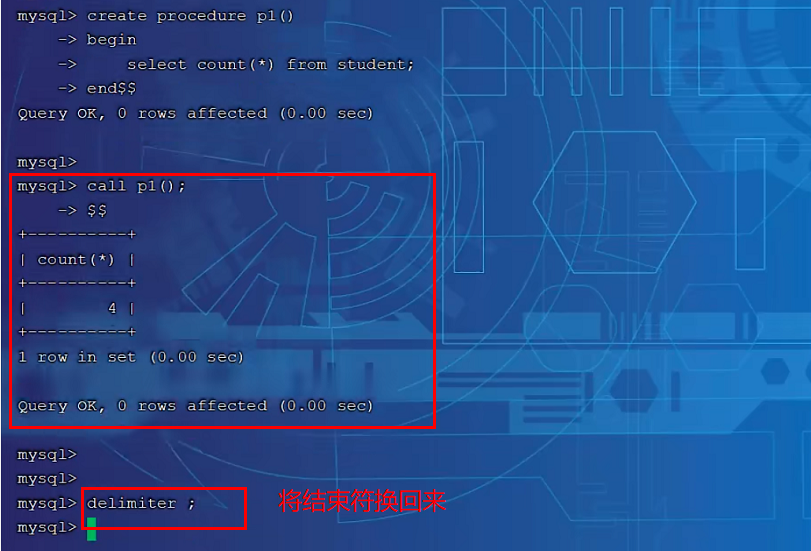 mysql> create procedure p1()
    -> begin
    ->     select count(*) from student;
    -> end$$
Query OK, 0 rows affected (0.00 sec)
mysql>
mysql> call p1();
    -> $$
+----------+
| count(*) |
+----------+
|        4 |
+----------+
1 row in set (0.00 sec)
Query OK, 0 rows affected (0.00 sec)
mysql>
mysql>
mysql> delimiter ; 将结束符换回来
mysql>